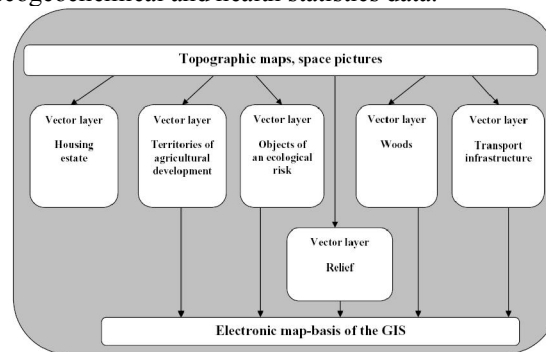 eogeochemical and health statistics data.
Topographic maps, space pictures
Vector layer
Housing
estate
Vector layer
Territories of
agricultural
development
Vector layer
Objects of
an ecological
risk
Vector layer
Woods
Vector layer
Transport
infrastructure
Vector layer
Relief
Electronic map-basis of the GIS